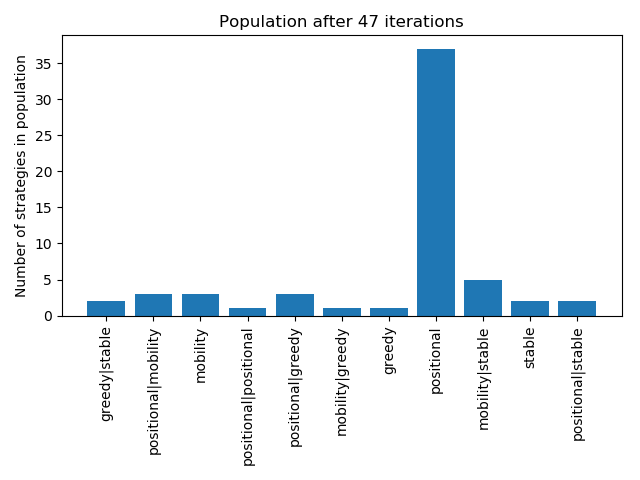 Population after 47 iterations
Number of strategies in population
35
30
25
20
15
10
5
0
greedy|stable
positional|mobility
mobility
positional|positional
positional|greedy
mobility|greedy
greedy
positional
mobility|stable
stable
positional|stable